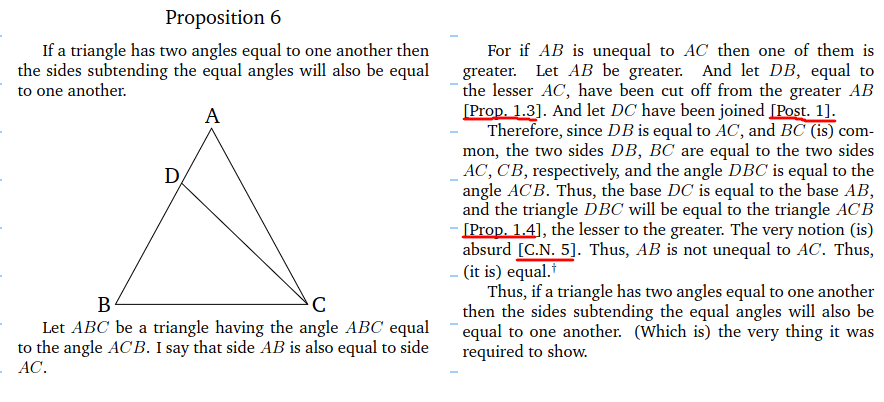 Proposition 6
If a triangle has two angles equal to one another then
the sides subtending the equal angles will also be equal
to one another.
A
D
B
C
Let ABC be a triangle having the angle ABC equal
to the angle ACB. I say that side AB is also equal to side
AC.
For if AB is unequal to AC then one of them is
greater. Let AB be greater. And let DB, equal to
the lesser AC, have been cut off from the greater AB
[Prop. 1.3]. And let DC have been joined [Post. 1].
Therefore, since DB is equal to AC, and BC (is) com-
mon, the two sides DB, BC are equal to the two sides
AC, CB, respectively, and the angle DBC is equal to the
angle ACB. Thus, the base DC is equal to the base AB,
and the triangle DBC will be equal to the triangle ACB
[Prop. 1.4], the lesser to the greater. The very notion (is)
absurd [C.N. 5]. Thus, AB is not unequal to AC. Thus,
(it is) equal.†
Thus, if a triangle has two angles equal to one another
then the sides subtending the equal angles will also be
equal to one another. (Which is) the very thing it was
required to show.